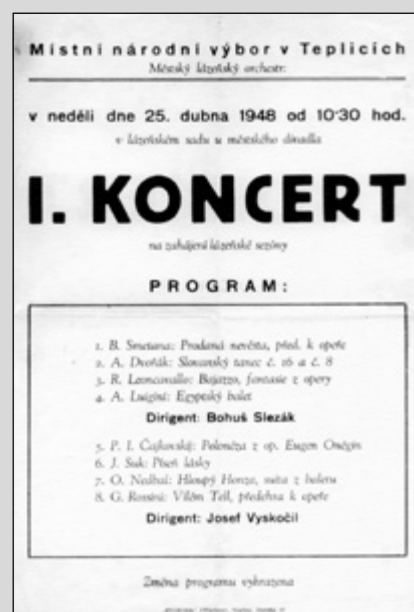 Místní národní výbor v Teplicích
Městský lázeňský orchestr:
v neděli dne 25. dubna 1948 od 10·30 hod.
v lázeňském sadu u městského divadla
I. KONCERT
na zahájení lázeňské sezóny
PROGRAM:
1. B. Smetana: Prodaná nevěsta, před. k opeře
2. A. Dvořák: Slovanský tanec č. 16 a č. 8
3. R. Leoncavallo: Bajazzo, fantasie z opery
4. A. Luigini: Egyptský balet
Dirigent: Bohuš Slezák
5. P. I. Čajkovský: Polonéza z op. Eugen Oněgin
6. J. Suk: Píseň lásky
7. O. Nedbal: Hloupý Honza, suita z baletu
8. G. Rossini: Vilém Tell, předehra k opeře
Dirigent: Josef Vyskočil
Změna programu vyhrazena